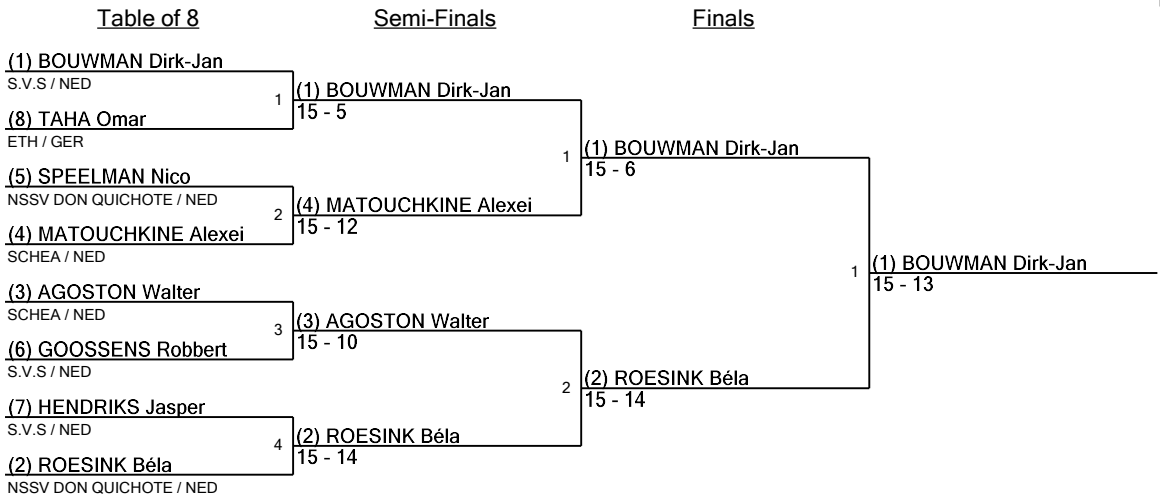 Table of 8
Semi-Finals
Finals
(1) BOUWMAN Dirk-Jan
S.V.S / NED
1
(8) TAHA Omar
ETH / GER
(5) SPEELMAN Nico
NSSV DON QUICHOTE / NED
2
(4) MATOUCHKINE Alexei
SCHEA / NED
(3) AGOSTON Walter
SCHEA / NED
3
(6) GOOSSENS Robbert
S.V.S / NED
(7) HENDRIKS Jasper
S.V.S / NED
4
(2) ROESINK Béla
NSSV DON QUICHOTE / NED
(1) BOUWMAN Dirk-Jan
15 - 5
1
(4) MATOUCHKINE Alexei
15 - 12
(3) AGOSTON Walter
15 - 10
2
(2) ROESINK Béla
15 - 14
(1) BOUWMAN Dirk-Jan
15 - 6
1
(2) ROESINK Béla
15 - 14
(1) BOUWMAN Dirk-Jan
15 - 13